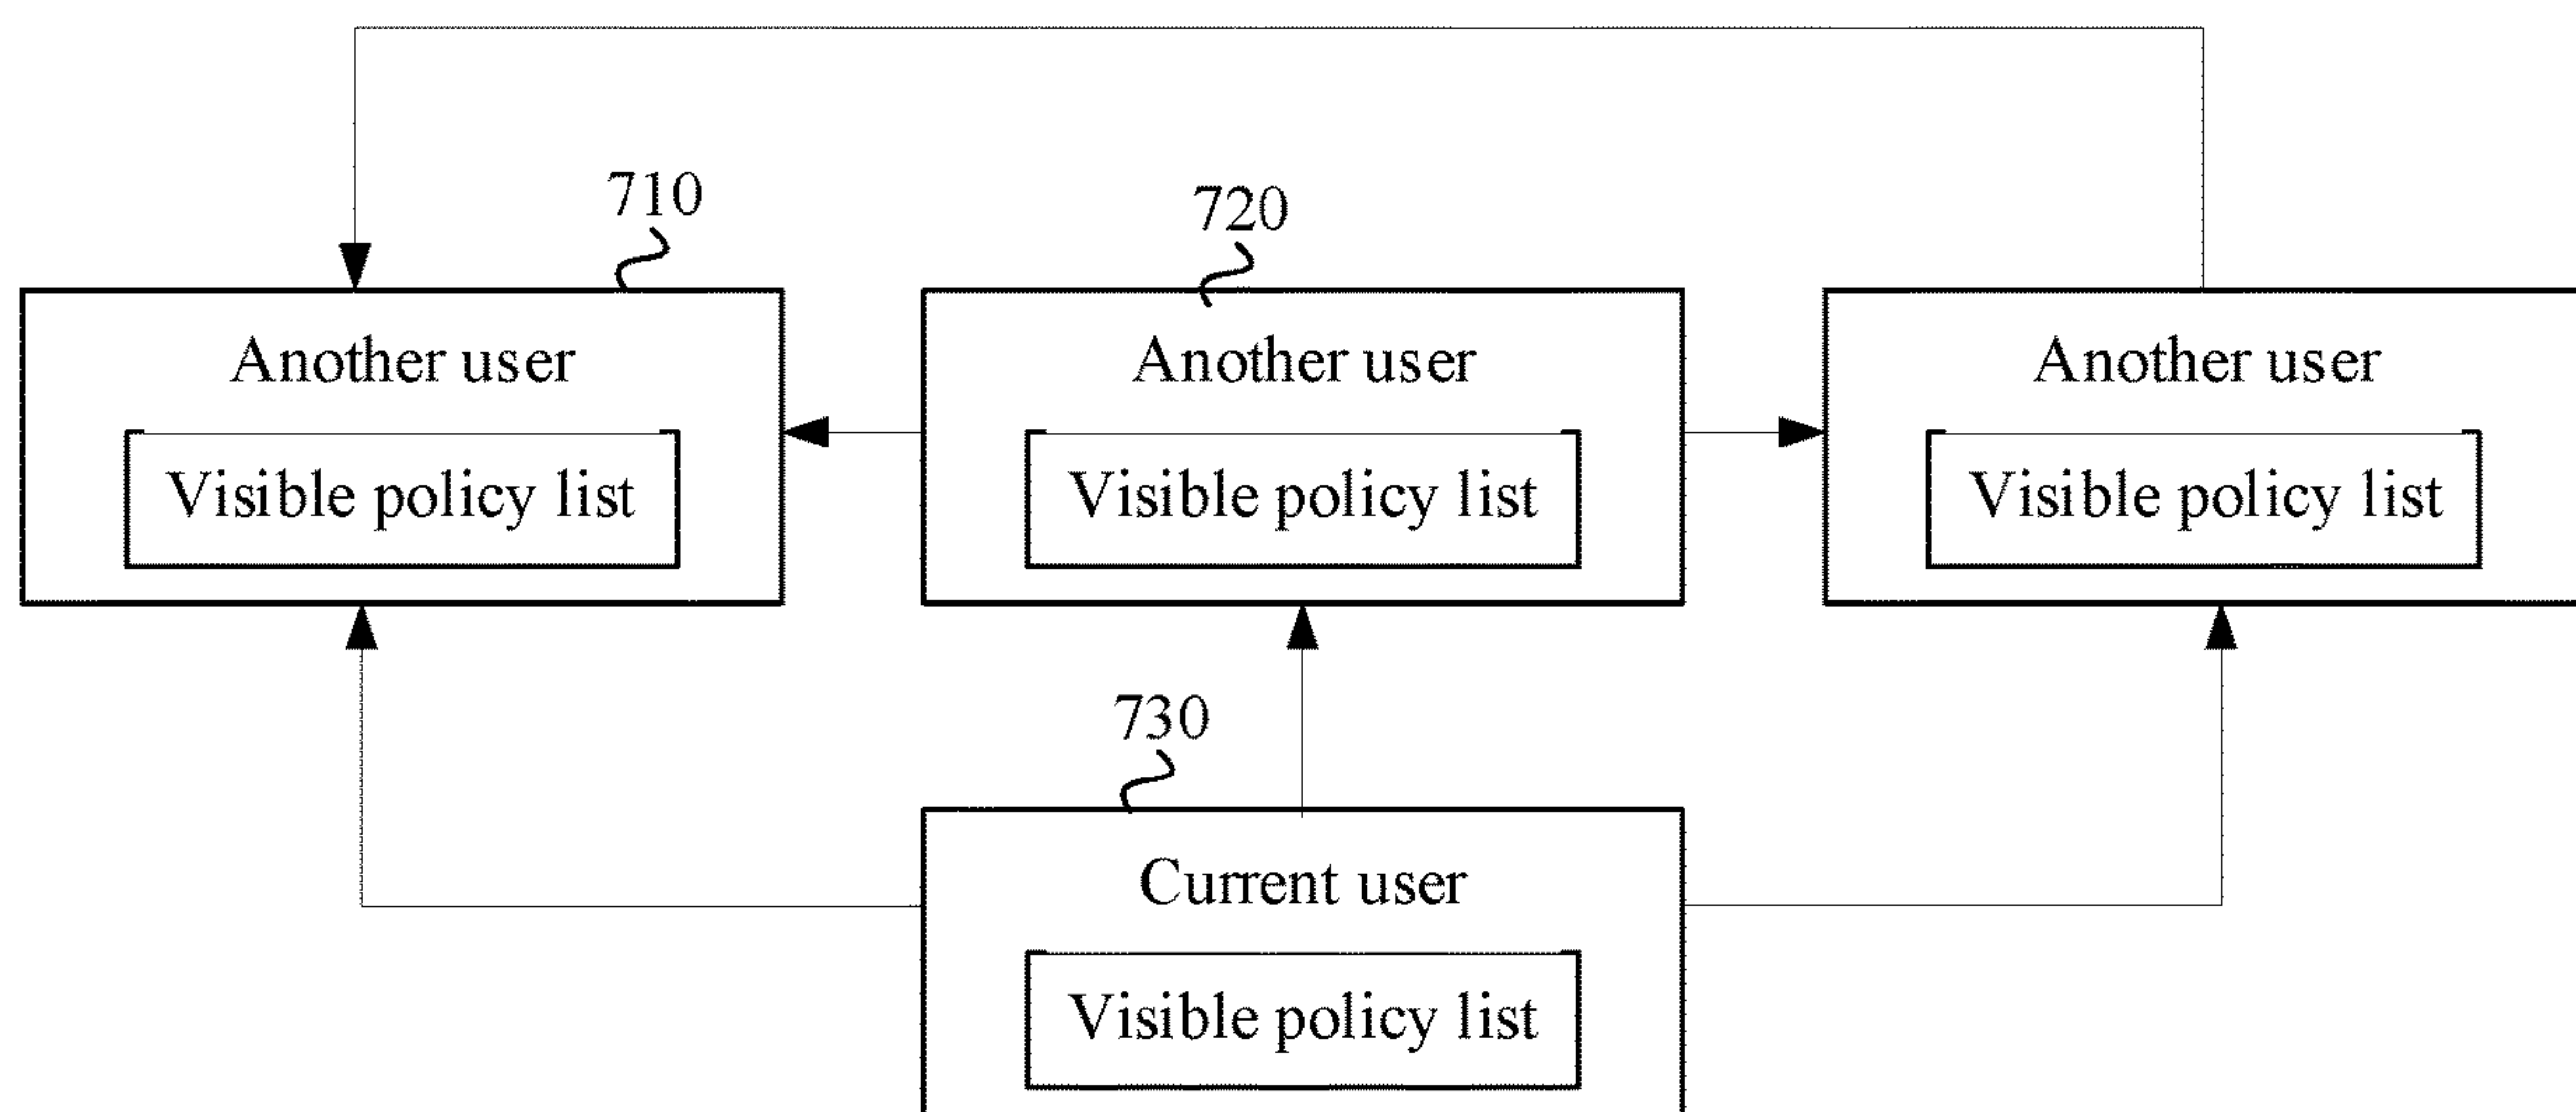 710
720
Another user
Another user
Another user
Visible policy list
Visible policy list
Visible policy list
730
Current user
Visible policy list